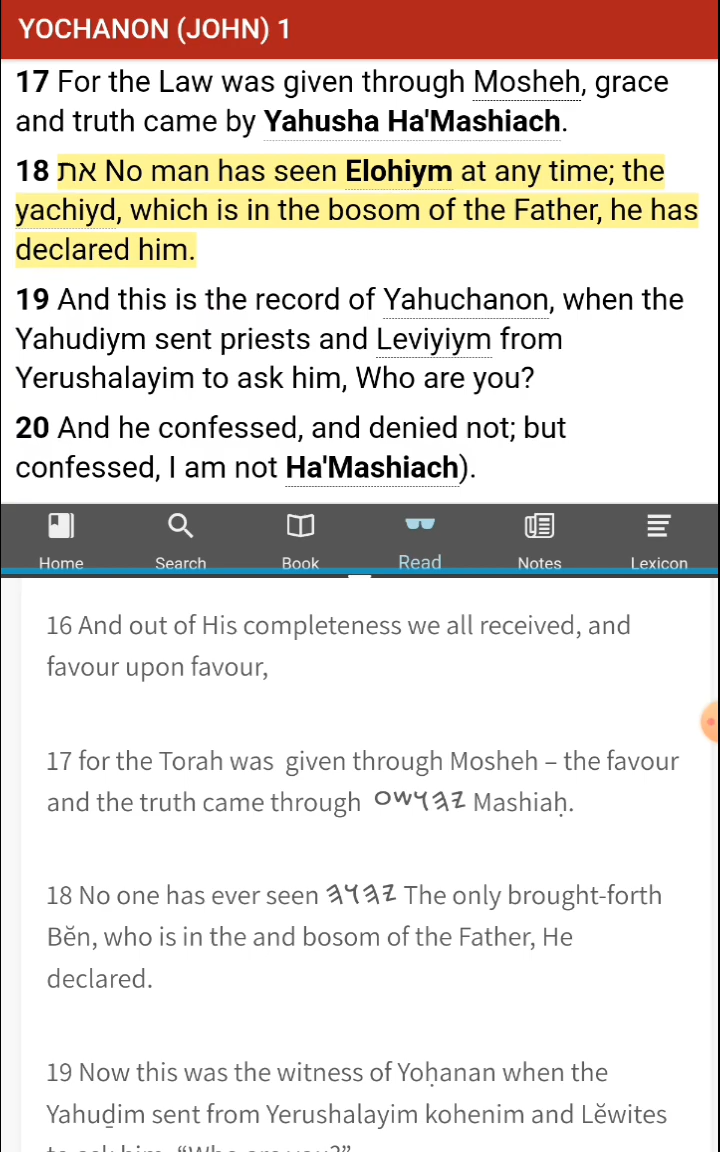 YOCHANON (JOHN) 1
17 For the Law was given through Mosheh, grace
and truth came by Yahusha Ha'Mashiach.
18 את No man has seen Elohiym at any time; the
yachiyd, which is in the bosom of the Father, he has
declared him.
19 And this is the record of Yahuchanon, when the
Yahudiym sent priests and Leviyiym from
Yerushalayim to ask him, Who are you?
20 And he confessed, and denied not; but
confessed, I am not Ha'Mashiach).
Home Search Book Read Notes Lexicon
16 And out of His completeness we all received, and
favour upon favour,
17 for the Torah was given through Mosheh – the favour
and the truth came through 𐤉𐤄𐤅𐤔𐤏 Mashiaḥ.
18 No one has ever seen 𐤉𐤄𐤅𐤄 The only brought-forth
Bĕn, who is in the and bosom of the Father, He
declared.
19 Now this was the witness of Yoḥanan when the
Yahuḏim sent from Yerushalayim kohenim and Lĕwites
to ask him, “Who are you?”